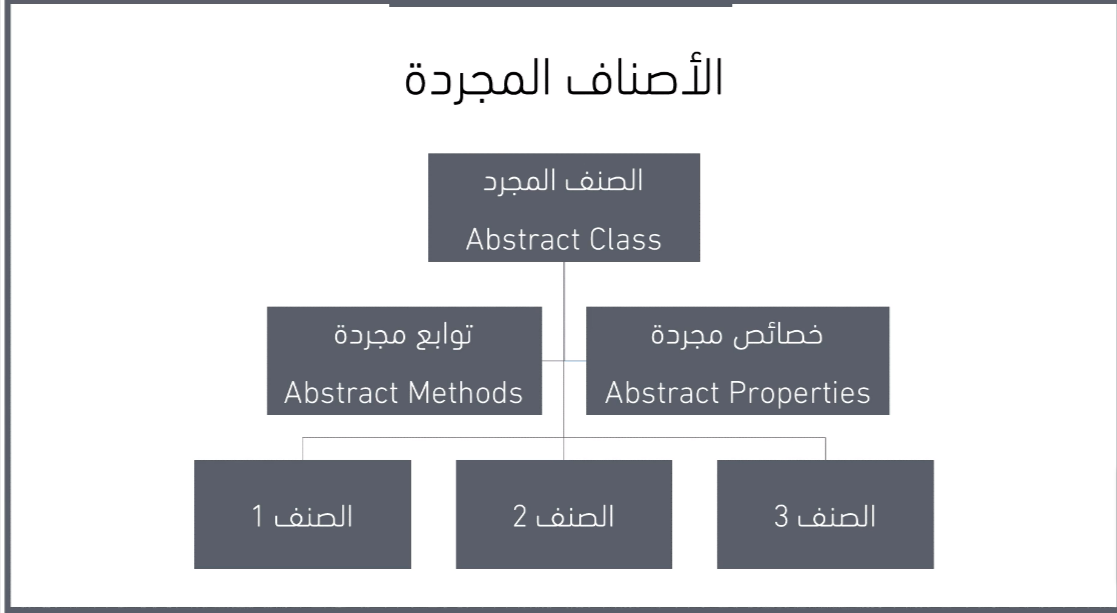 الأصناف المجردة
الصنف المجرد
Abstract Class
خصائص مجردة
Abstract Properties
توابع مجردة
Abstract Methods
الصنف 3
الصنف 2
الصنف 1